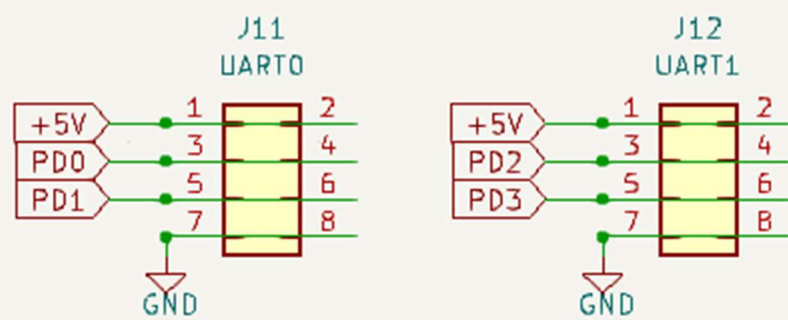 J11 J12
UART0 UART1
+5V 1 2 +5V 1 2
PD0 3 4 PD2 3 4
PD1 5 6 PD3 5 6
7 8 7 8
GND GND